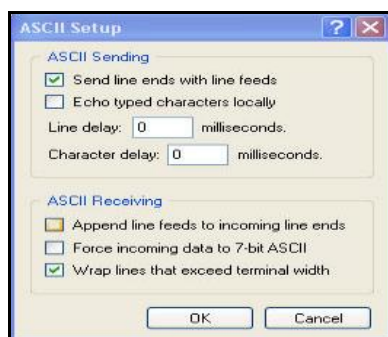 ASCII Setup
ASCII Sending
Send line ends with line feeds
Echo typed characters locally
Line delay: 0 milliseconds.
Character delay: 0 milliseconds.
ASCII Receiving
Append line feeds to incoming line ends
Force incoming data to 7-bit ASCII
Wrap lines that exceed terminal width
OK Cancel